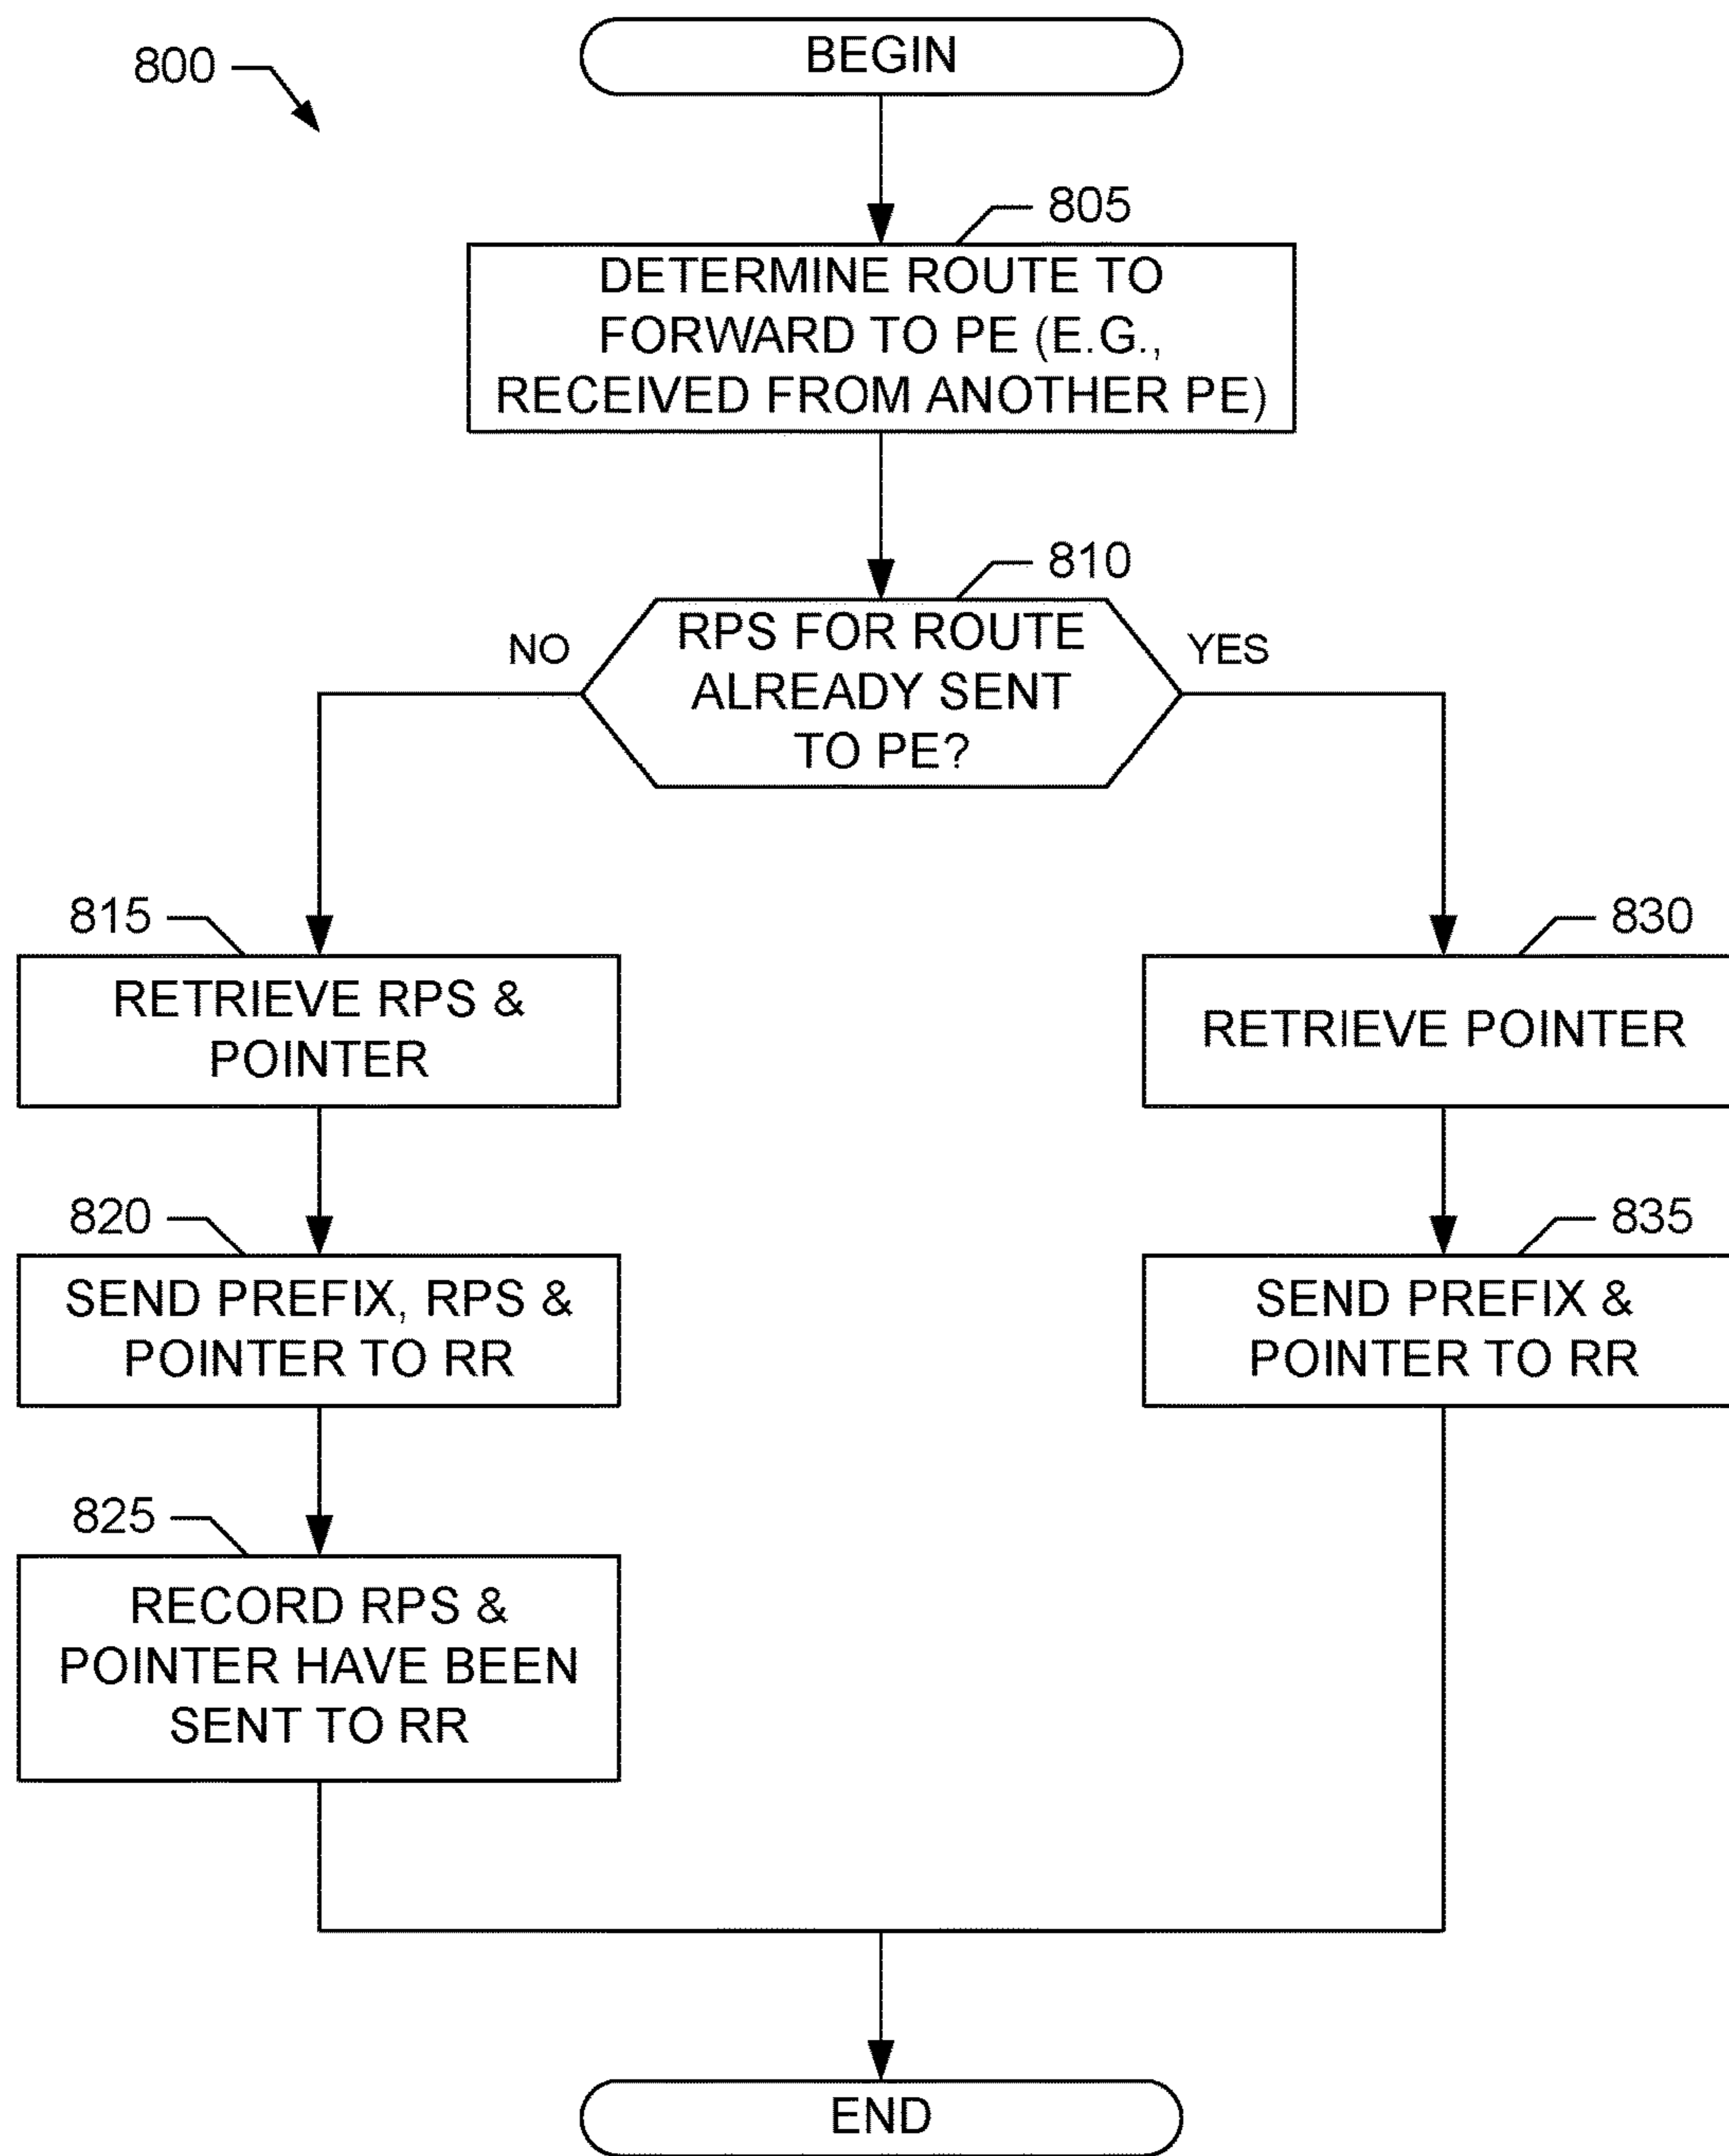 800
BEGIN
805
DETERMINE ROUTE TO
FORWARD TO PE (E.G.,
RECEIVED FROM ANOTHER PE)
810
RPS FOR ROUTE
ALREADY SENT
TO PE?
NO
YES
815
RETRIEVE RPS &
POINTER
820
SEND PREFIX, RPS &
POINTER TO RR
825
RECORD RPS &
POINTER HAVE BEEN
SENT TO RR
830
RETRIEVE POINTER
835
SEND PREFIX &
POINTER TO RR
END